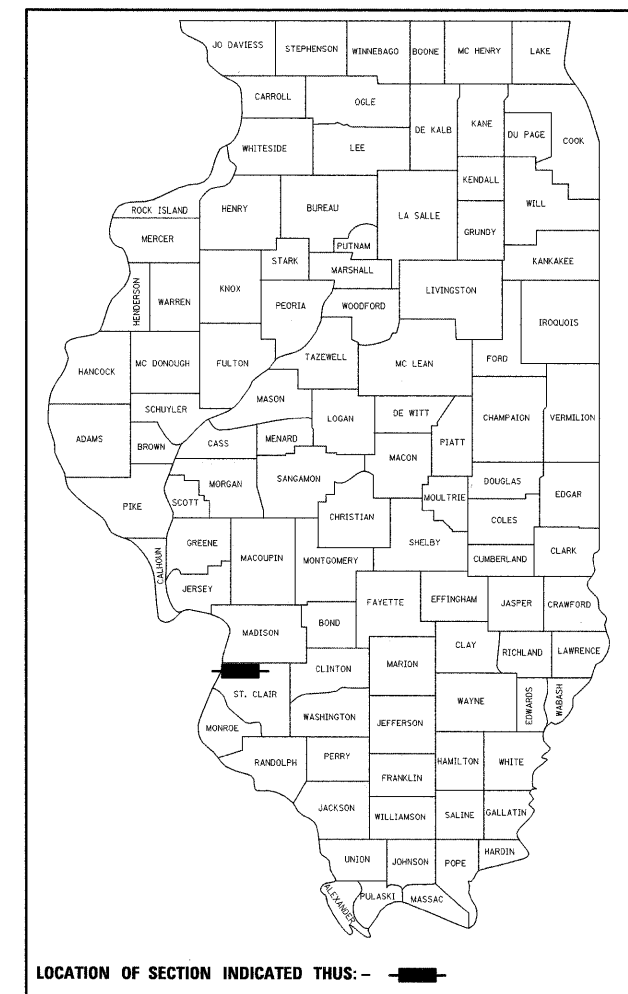 JO DAVIESS STEPHENSON WINNEBAGO BOONE MC HENRY LAKE
CARROLL OGLE DE KALB KANE DU PAGE COOK
WHITESIDE LEE KENDALL WILL
ROCK ISLAND HENRY BUREAU LA SALLE GRUNDY
MERCER PUTNAM KANKAKEE
STARK MARSHALL
HENDERSON WARREN KNOX PEORIA WOODFORD LIVINGSTON IROQUOIS
HANCOCK MC DONOUGH FULTON TAZEWELL MC LEAN FORD
MASON
SCHUYLER LOGAN DE WITT CHAMPAIGN VERMILION
ADAMS BROWN CASS MENARD MACON PIATT
MORGAN SANGAMON DOUGLAS EDGAR
PIKE SCOTT CHRISTIAN MOULTRIE COLES
GREENE MACOUPIN MONTGOMERY SHELBY CUMBERLAND CLARK
CALHOUN JERSEY FAYETTE EFFINGHAM JASPER CRAWFORD
MADISON BOND CLAY RICHLAND LAWRENCE
CLINTON MARION
ST. CLAIR WAYNE EDWARDS WABASH
MONROE WASHINGTON JEFFERSON
RANDOLPH PERRY HAMILTON WHITE
FRANKLIN
JACKSON WILLIAMSON SALINE GALLATIN
UNION JOHNSON POPE HARDIN
ALEXANDER PULASKI MASSAC
LOCATION OF SECTION INDICATED THUS: -